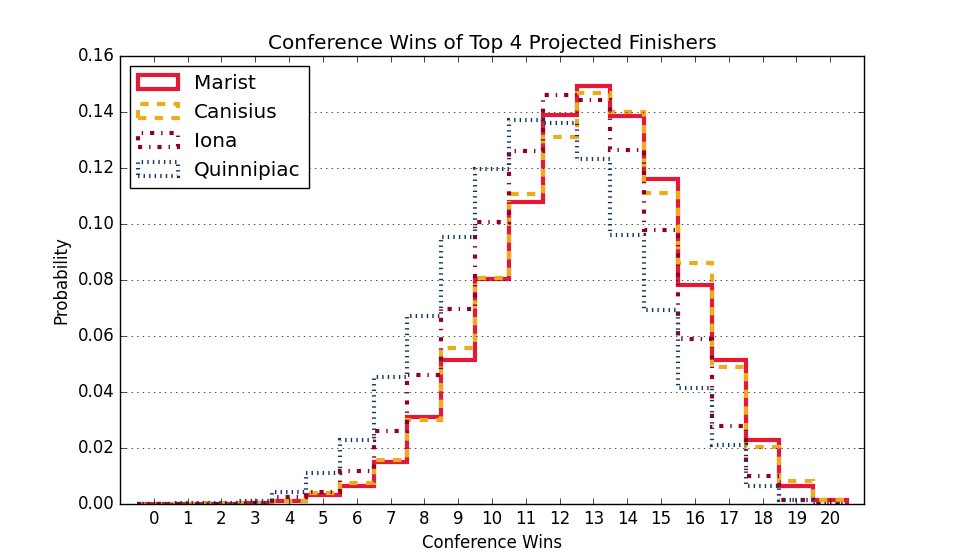 Conference Wins of Top 4 Projected Finishers
0.16
0.14
0.12
0.10
0.08
0.06
0.04
0.02
0.00
Probability
Marist
Canisius
Iona
Quinnipiac
0 1 2 3 4 5 6 7 8 9 10 11 12 13 14 15 16 17 18 19 20
Conference Wins